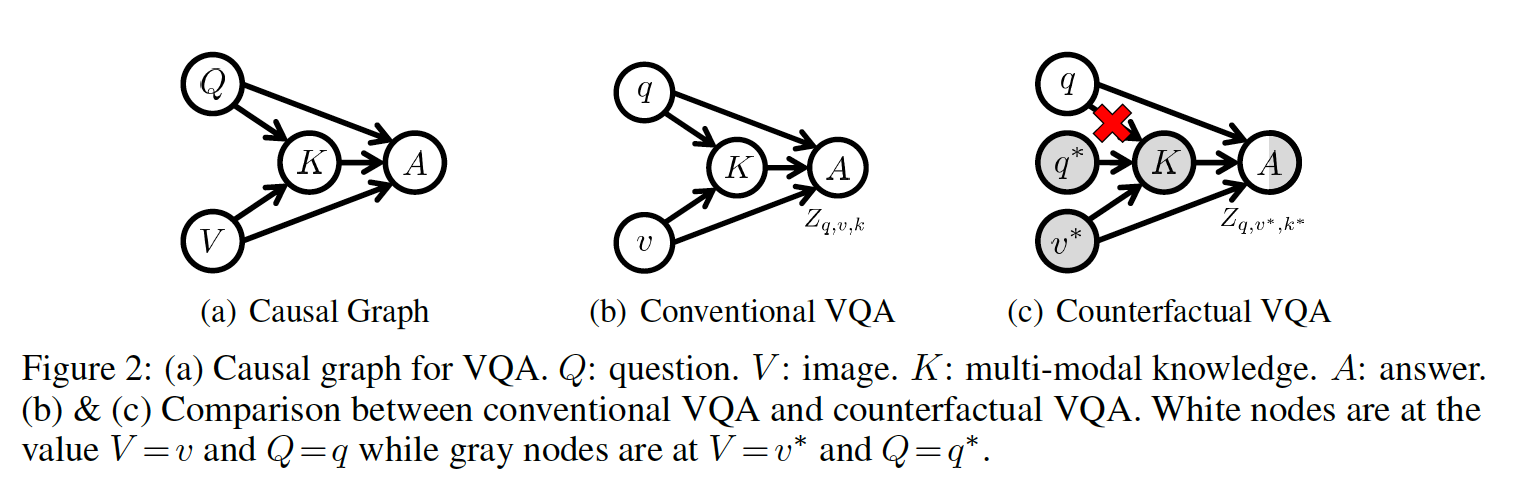 Q
K
A
V
(a) Causal Graph
q
K
A
Z_{q,v,k}
v
(b) Conventional VQA
q
q*
K
A
Z_{q,v*,k*}
v*
(c) Counterfactual VQA
Figure 2: (a) Causal graph for VQA. Q: question. V: image. K: multi-modal knowledge. A: answer.
(b) & (c) Comparison between conventional VQA and counterfactual VQA. White nodes are at the
value V = v and Q = q while gray nodes are at V = v* and Q = q*.